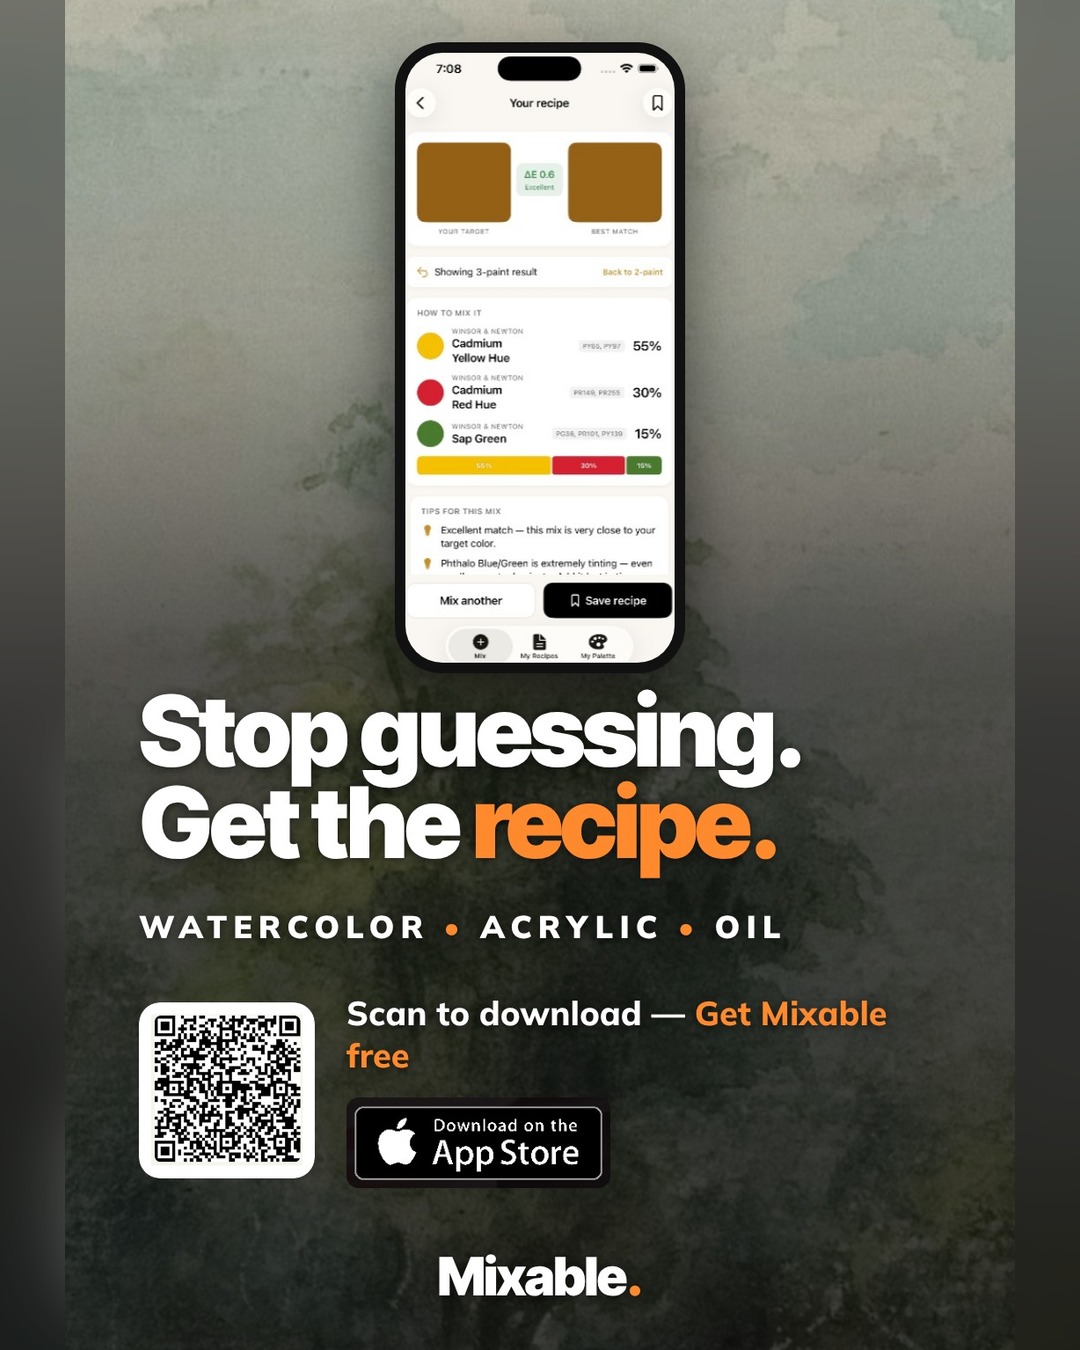 7:08
Your recipe
ΔE 0.6
Excellent
YOUR TARGET
BEST MATCH
Showing 3-paint result
Back to 2-paint
HOW TO MIX IT
WINSOR & NEWTON
Cadmium
Yellow Hue
PY65, PY97
55%
WINSOR & NEWTON
Cadmium
Red Hue
PR149, PR255
30%
WINSOR & NEWTON
Sap Green
PG36, PR101, PY139
15%
55% 30% 15%
TIPS FOR THIS MIX
Excellent match — this mix is very close to your
target color.
Phthalo Blue/Green is extremely tinting — even
Mix another
Save recipe
Mix My Recipes My Palette
Stop guessing.
Get the recipe.
WATERCOLOR • ACRYLIC • OIL
Scan to download — Get Mixable
free
Download on the
App Store
Mixable.